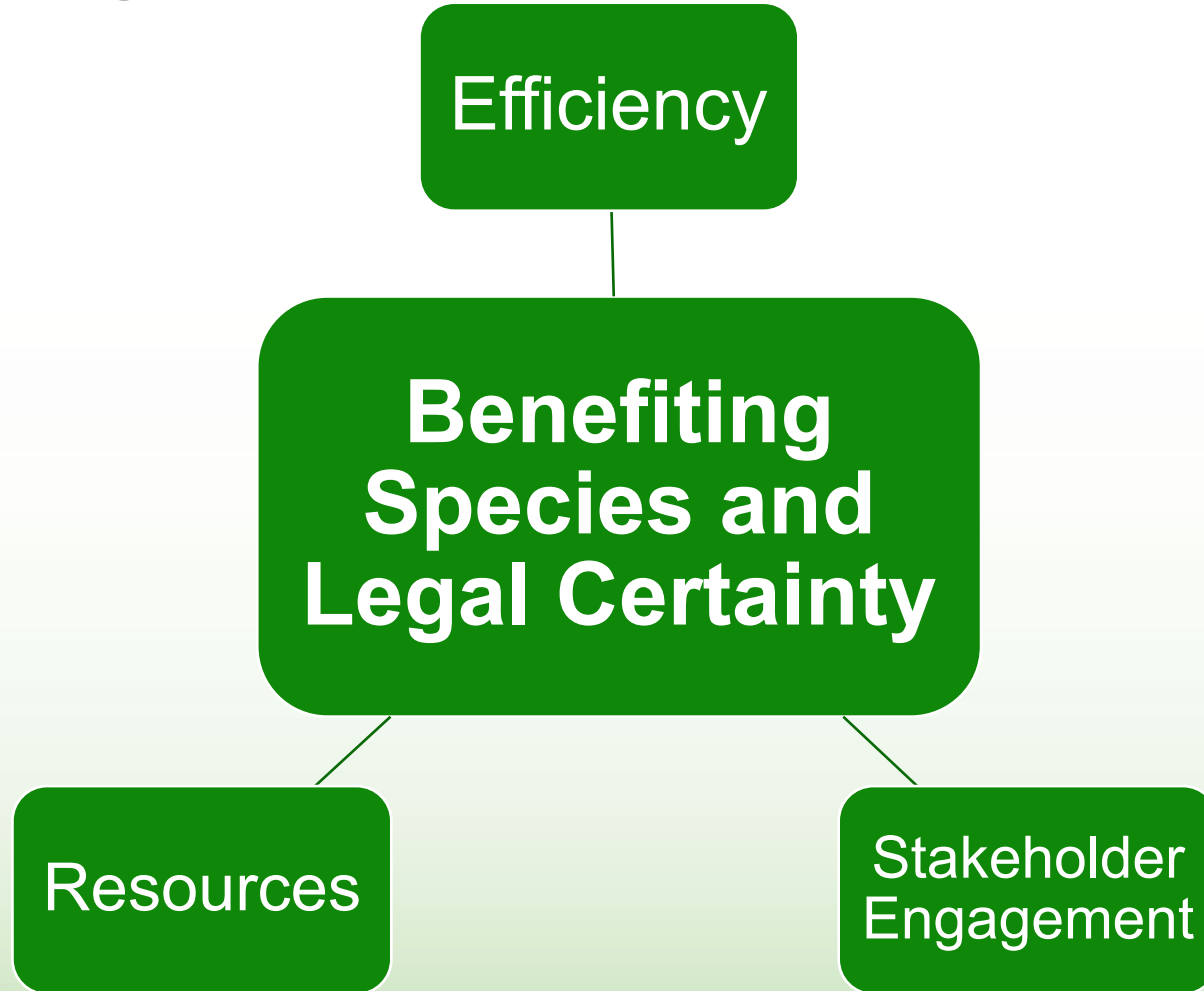 Efficiency
Benefiting
Species and
Legal Certainty
Resources
Stakeholder
Engagement